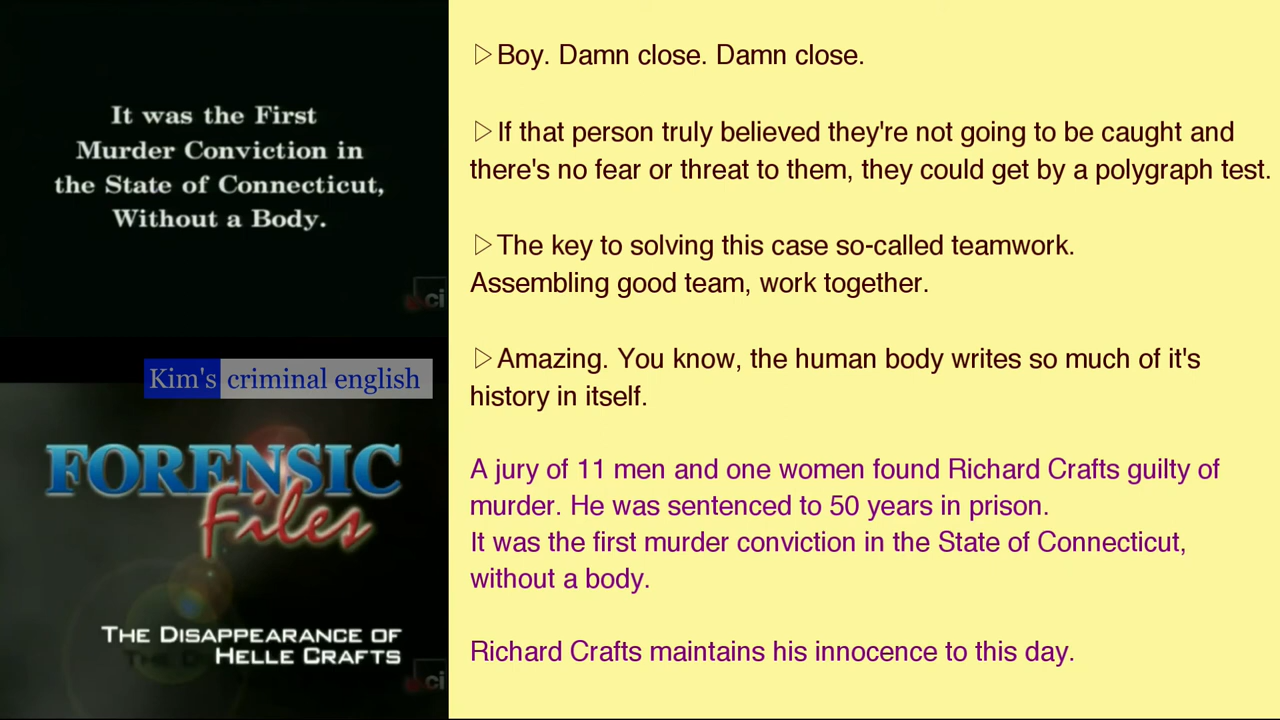 It was the First
Murder Conviction in
the State of Connecticut,
Without a Body.
ci
Kim's criminal english
FORENSIC
Files
THE DISAPPEARANCE OF
HELLE CRAFTS
ci
▷Boy. Damn close. Damn close.
▷If that person truly believed they're not going to be caught and
there's no fear or threat to them, they could get by a polygraph test.
▷The key to solving this case so-called teamwork.
Assembling good team, work together.
▷Amazing. You know, the human body writes so much of it's
history in itself.
A jury of 11 men and one women found Richard Crafts guilty of
murder. He was sentenced to 50 years in prison.
It was the first murder conviction in the State of Connecticut,
without a body.
Richard Crafts maintains his innocence to this day.